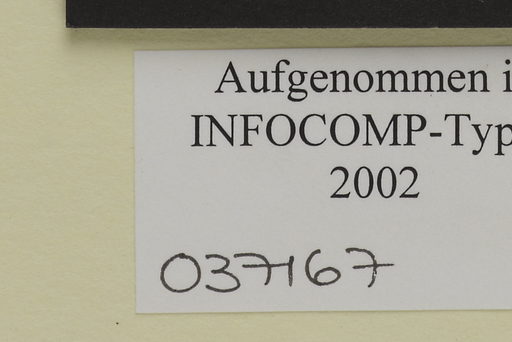 Aufgenommen i
INFOCOMP-Typ
2002
037167